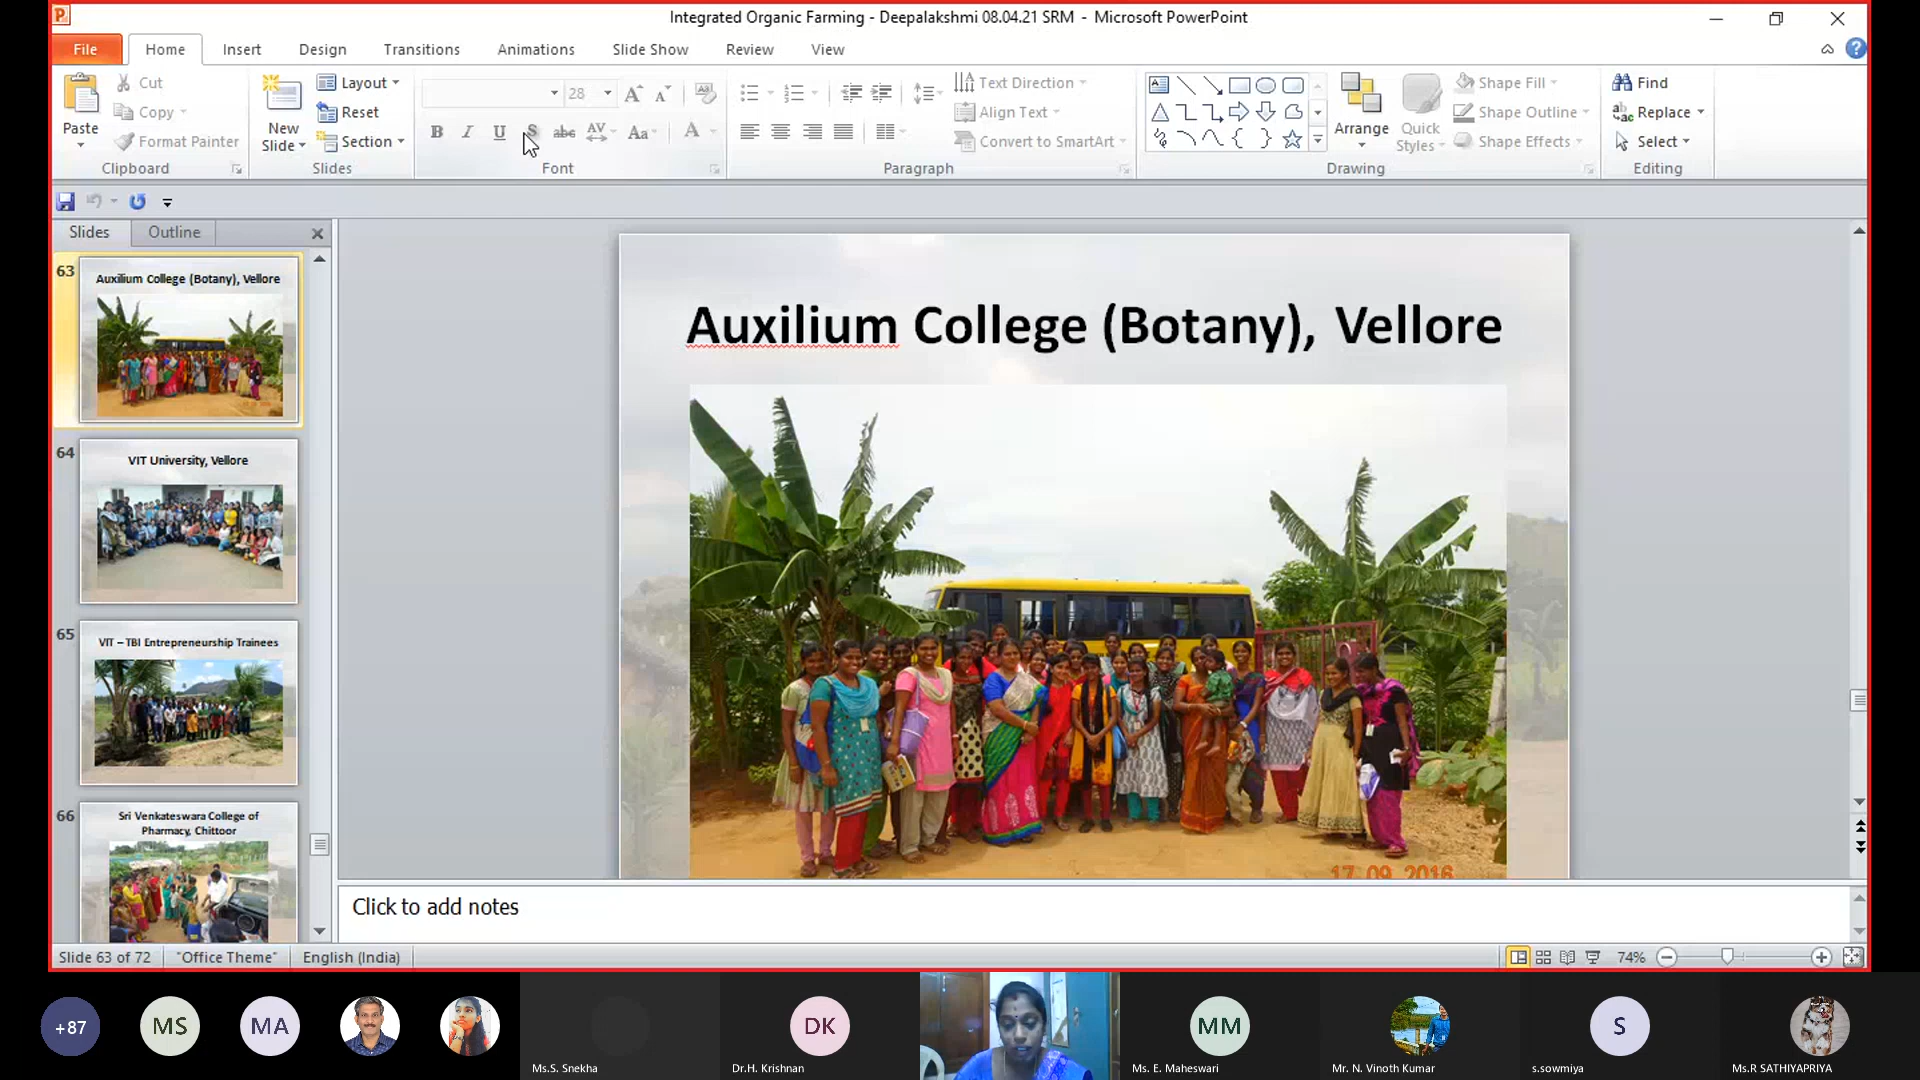 Integrated Organic Farming - Deepalakshmi 08.04.21 SRM - Microsoft PowerPoint
File Home Insert Design Transitions Animations Slide Show Review View
Paste
Cut
Copy
Format Painter
Clipboard
New Slide
Layout
Reset
Section
Slides
28
Font
Text Direction
Align Text
Convert to SmartArt
Paragraph
Arrange
Quick Styles
Shape Fill
Shape Outline
Shape Effects
Drawing
Find
Replace
Select
Editing
Slides Outline
63
Auxilium College (Botany), Vellore
64
VIT University, Vellore
65
VIT – TBI Entrepreneurship Trainees
66
Sri Venkateswara College of
Pharmacy, Chittoor
Auxilium College (Botany), Vellore
17 09 2016
Click to add notes
Slide 63 of 72 "Office Theme" English (India) 74%
+87 MS MA DK MM S
Ms.S. Snekha
Dr.H. Krishnan
Ms. E. Maheswari
Mr. N. Vinoth Kumar
s.sowmiya
Ms.R SATHIYAPRIYA